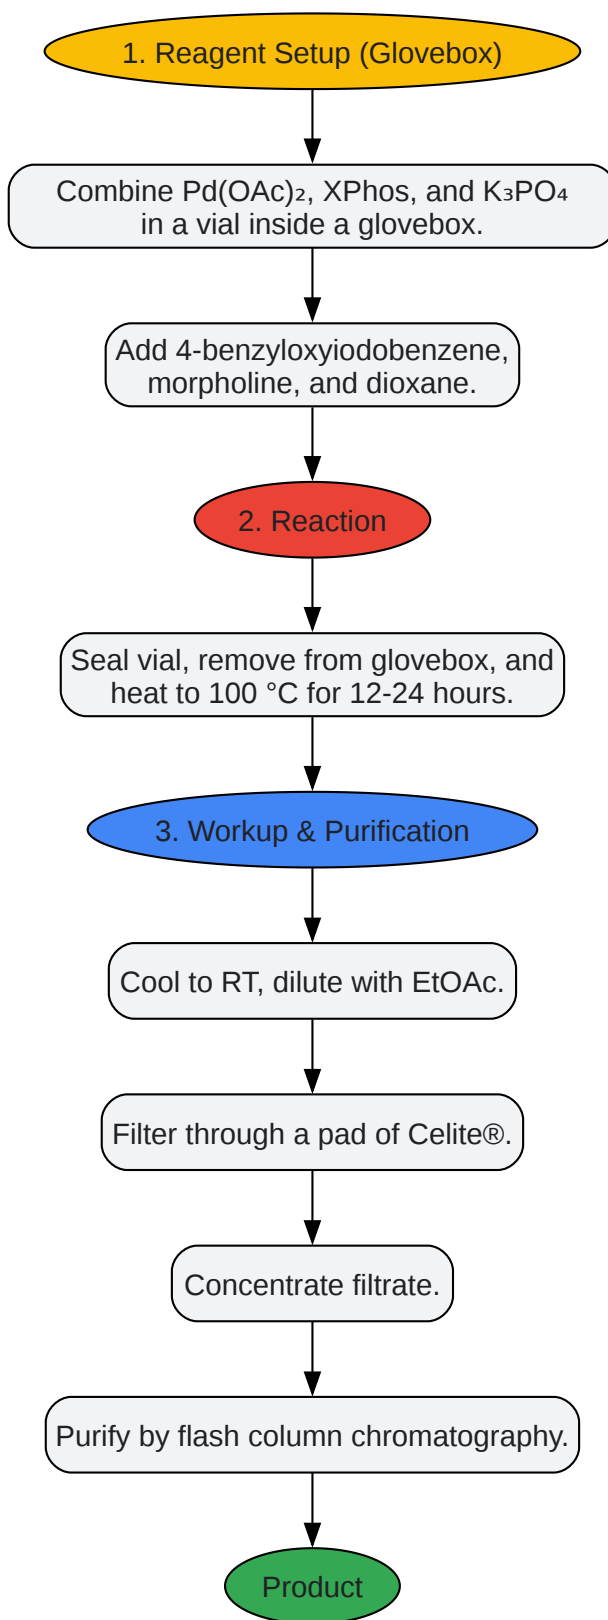 1. Reagent Setup (Glovebox)
Combine Pd(OAc)₂, XPhos, and K₃PO₄
in a vial inside a glovebox.
Add 4-benzyloxyiodobenzene,
morpholine, and dioxane.
2. Reaction
Seal vial, remove from glovebox, and
heat to 100 °C for 12-24 hours.
3. Workup & Purification
Cool to RT, dilute with EtOAc.
Filter through a pad of Celite®.
Concentrate filtrate.
Purify by flash column chromatography.
Product